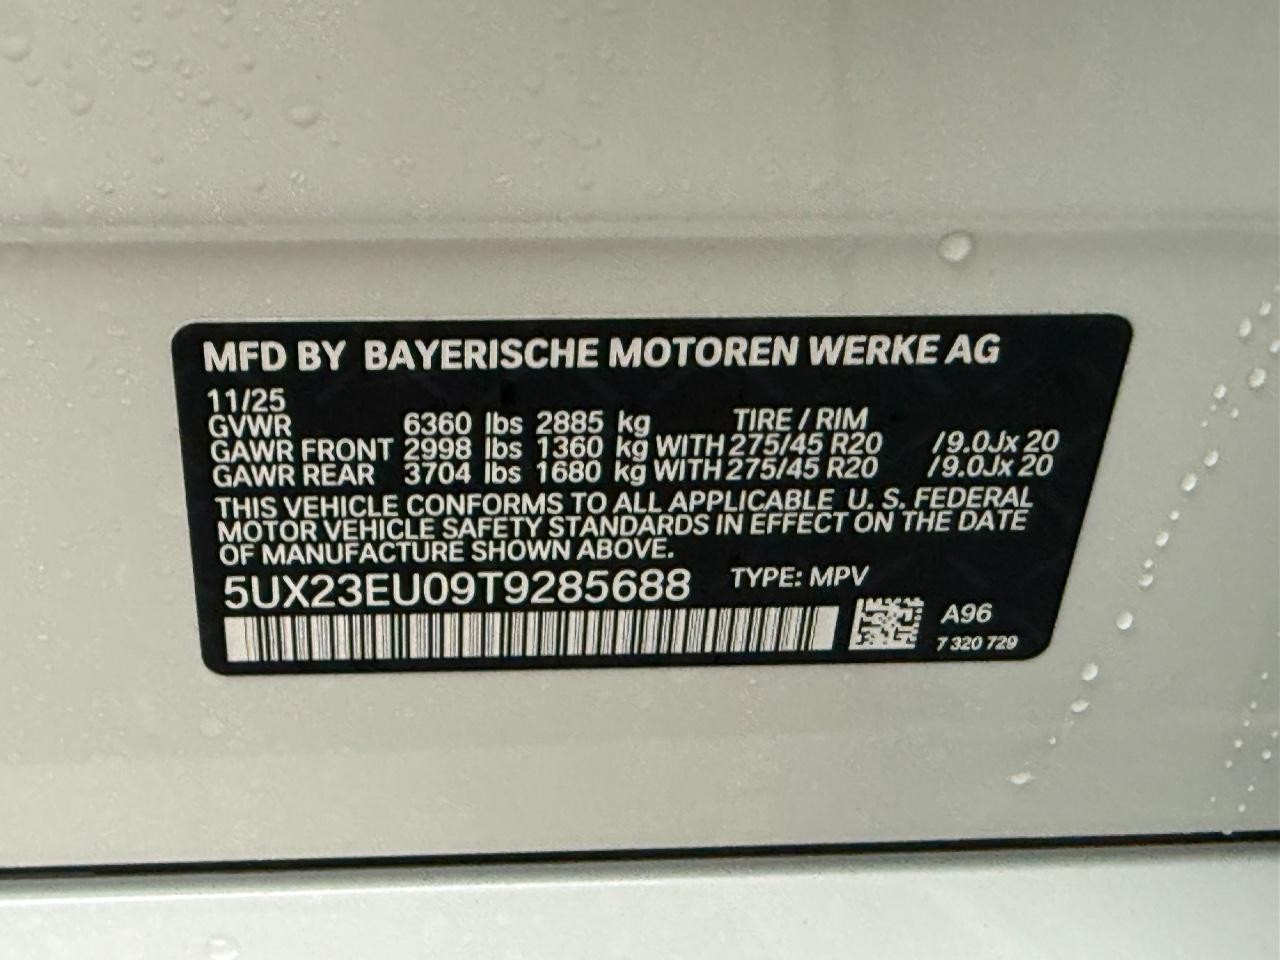 MFD BY BAYERISCHE MOTOREN WERKE AG
11/25
GVWR 6360 lbs 2885 kg TIRE / RIM
GAWR FRONT 2998 lbs 1360 kg WITH 275/45 R20 /9.0Jx 20
GAWR REAR 3704 lbs 1680 kg WITH 275/45 R20 /9.0Jx 20
THIS VEHICLE CONFORMS TO ALL APPLICABLE U. S. FEDERAL
MOTOR VEHICLE SAFETY STANDARDS IN EFFECT ON THE DATE
OF MANUFACTURE SHOWN ABOVE.
5UX23EU09T9285688 TYPE: MPV
A96
7 320 729